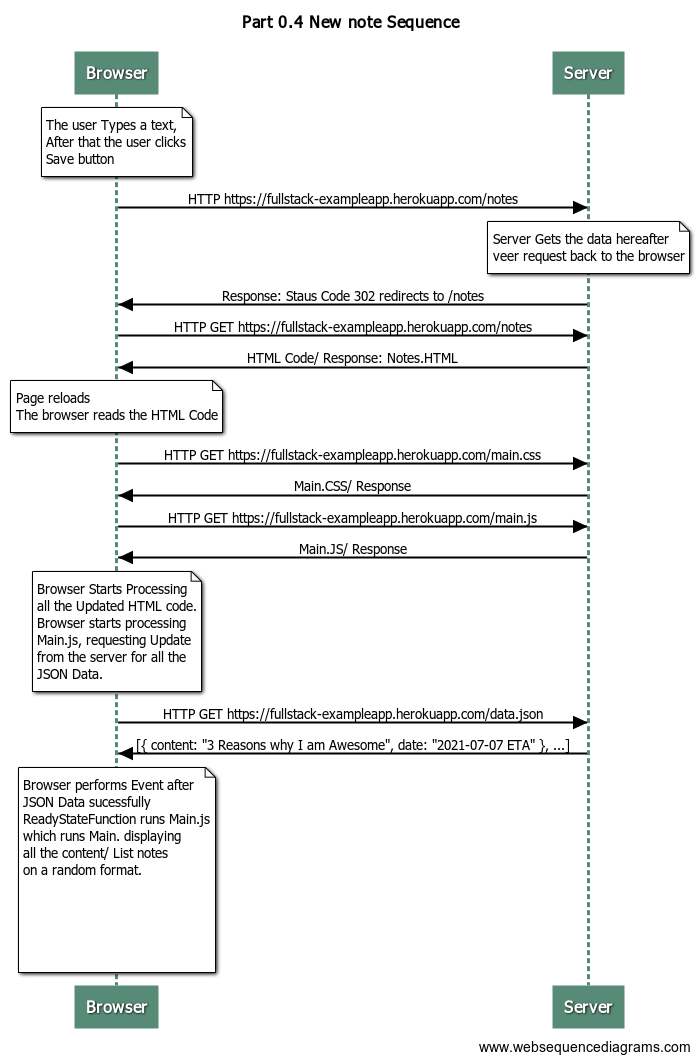 Part 0.4 New note Sequence
Browser
Server
The user Types a text,
After that the user clicks
Save button
HTTP https://fullstack-exampleapp.herokuapp.com/notes
Server Gets the data hereafter
veer request back to the browser
Response: Staus Code 302 redirects to /notes
HTTP GET https://fullstack-exampleapp.herokuapp.com/notes
HTML Code/ Response: Notes.HTML
Page reloads
The browser reads the HTML Code
HTTP GET https://fullstack-exampleapp.herokuapp.com/main.css
Main.CSS/ Response
HTTP GET https://fullstack-exampleapp.herokuapp.com/main.js
Main.JS/ Response
Browser Starts Processing
all the Updated HTML code.
Browser starts processing
Main.js, requesting Update
from the server for all the
JSON Data.
HTTP GET https://fullstack-exampleapp.herokuapp.com/data.json
[{ content: "3 Reasons why I am Awesome", date: "2021-07-07 ETA" }, ...]
Browser performs Event after
JSON Data sucessfully
ReadyStateFunction runs Main.js
which runs Main. displaying
all the content/ List notes
on a random format.
Browser
Server
www.websequencediagrams.com